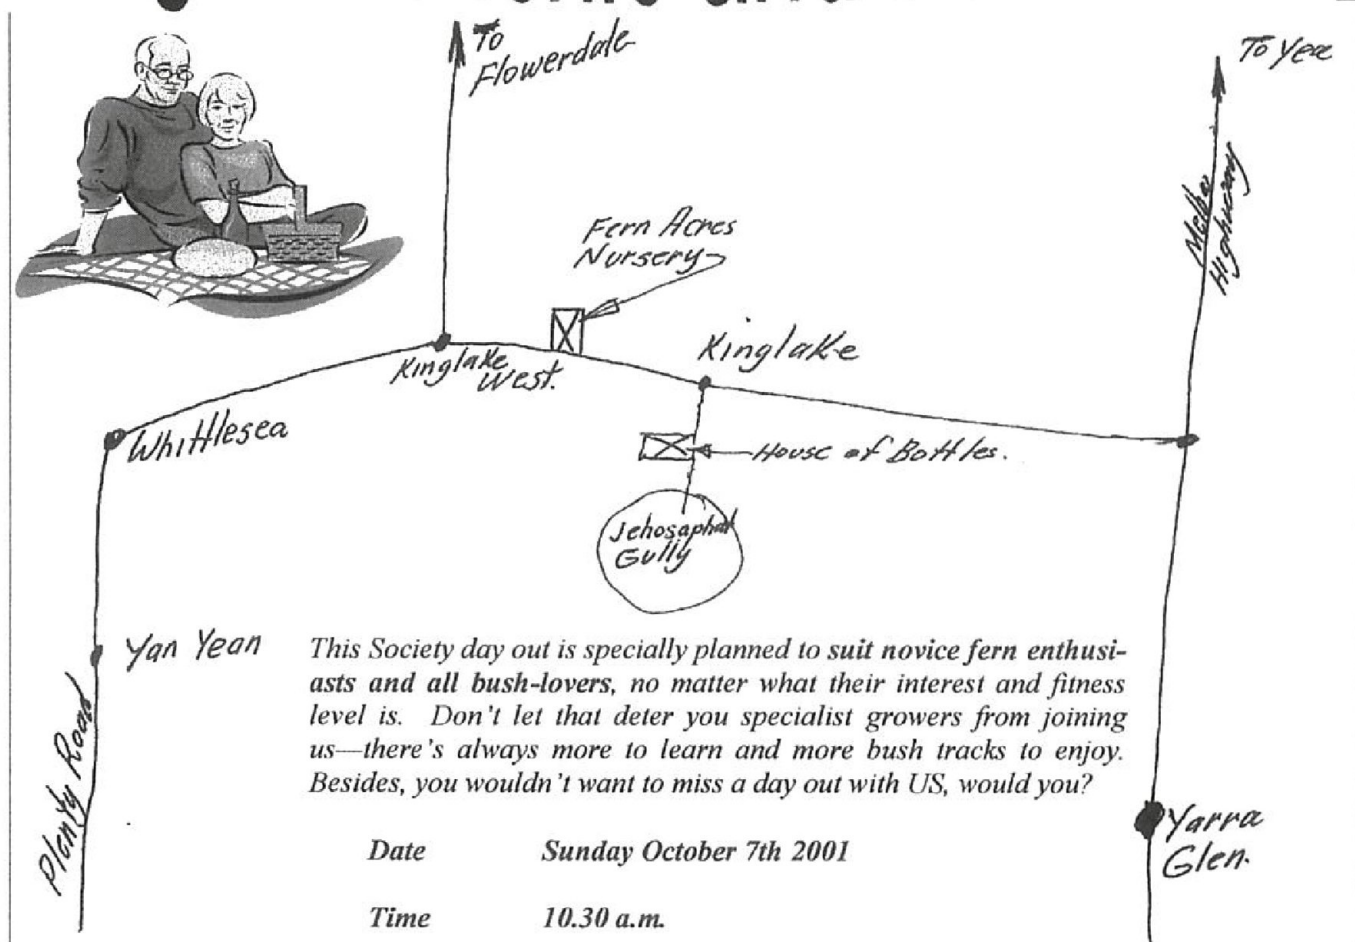 To
Flowerdale
To Yea
Melba
Highway
Fern Acres
Nursery
Kinglake
Kinglake
West.
Whittlesea
House of Bottles.
Jehosaphat
Gully
Yan Yean
Plenty Road
This Society day out is specially planned to suit novice fern enthusi-
asts and all bush-lovers, no matter what their interest and fitness
level is. Don't let that deter you specialist growers from joining
us—there's always more to learn and more bush tracks to enjoy.
Besides, you wouldn't want to miss a day out with US, would you?
Yarra
Glen.
Date Sunday October 7th 2001
Time 10.30 a.m.